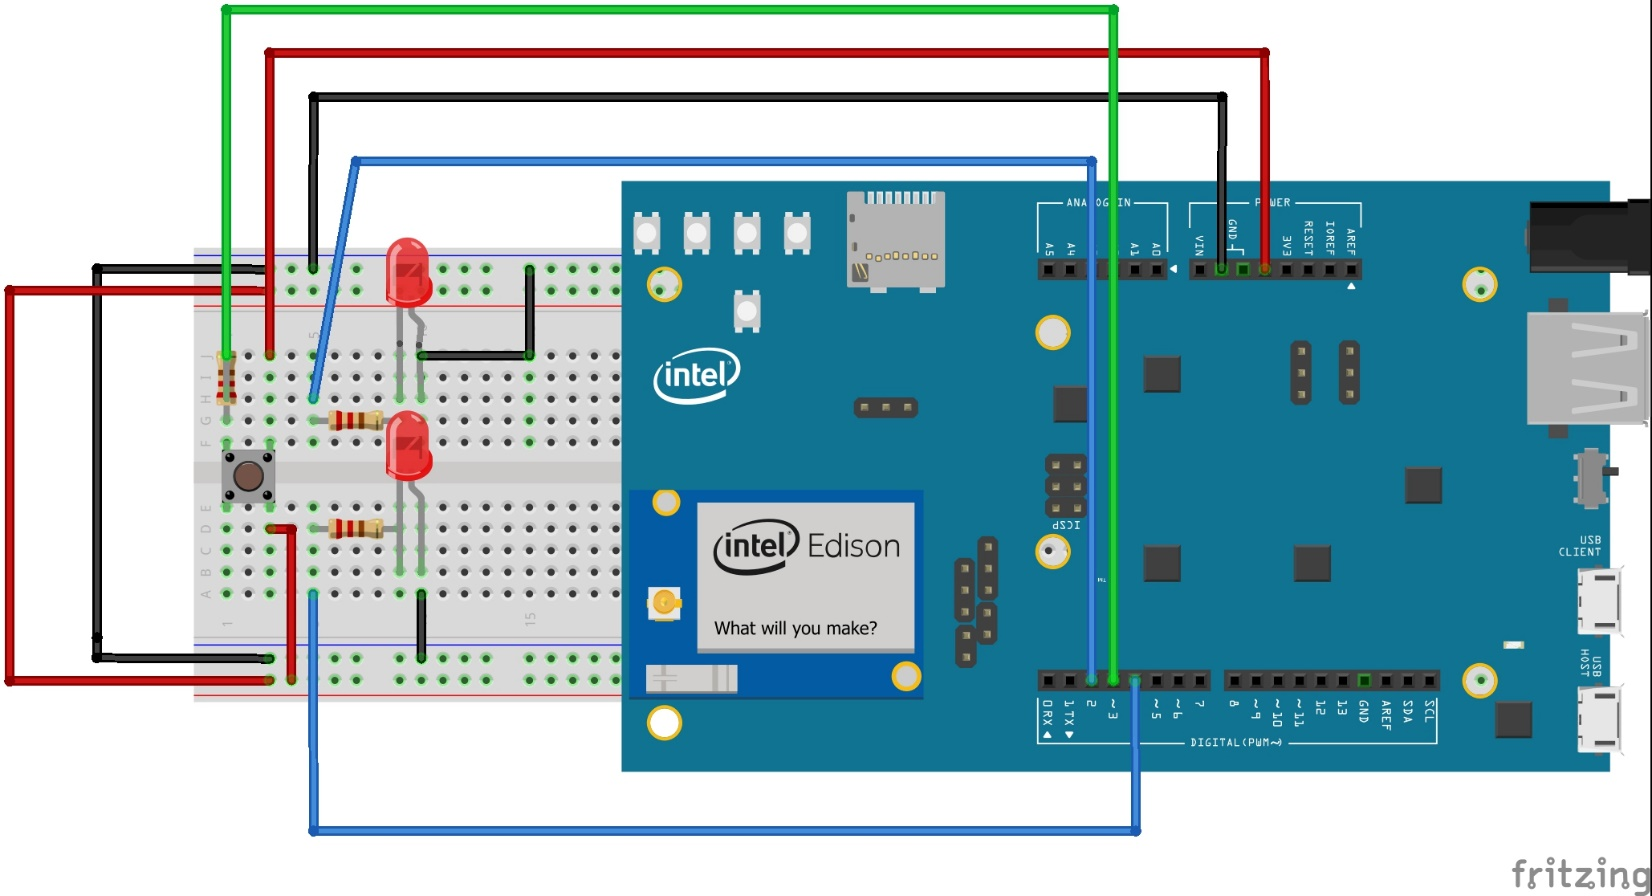 ANALOG IN
POWER
A5
A4
A1
A0
VIN
GND
3V3
RESET
IOREF
AREF
intel
J
I
H
G
F
5
E
D
C
B
A
1
15
intel Edison
What will you make?
ICSP
USB
CLIENT
USB
HOST
0 RX
1 TX
2
~3
~5
~6
7
8
~9
~10
~11
12
13
GND
AREF
SDA
SCL
DIGITAL(PWM~)
fritzing